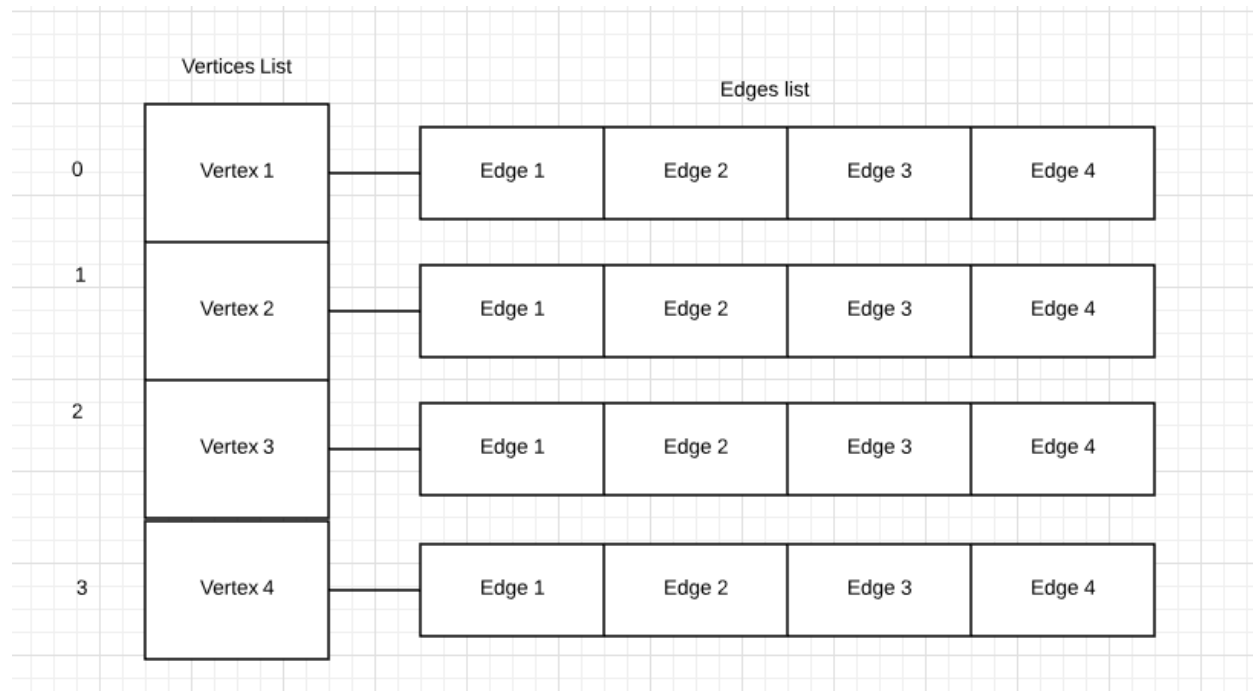 Vertices List
Edges list
0
Vertex 1
Edge 1
Edge 2
Edge 3
Edge 4
1
Vertex 2
Edge 1
Edge 2
Edge 3
Edge 4
2
Vertex 3
Edge 1
Edge 2
Edge 3
Edge 4
3
Vertex 4
Edge 1
Edge 2
Edge 3
Edge 4